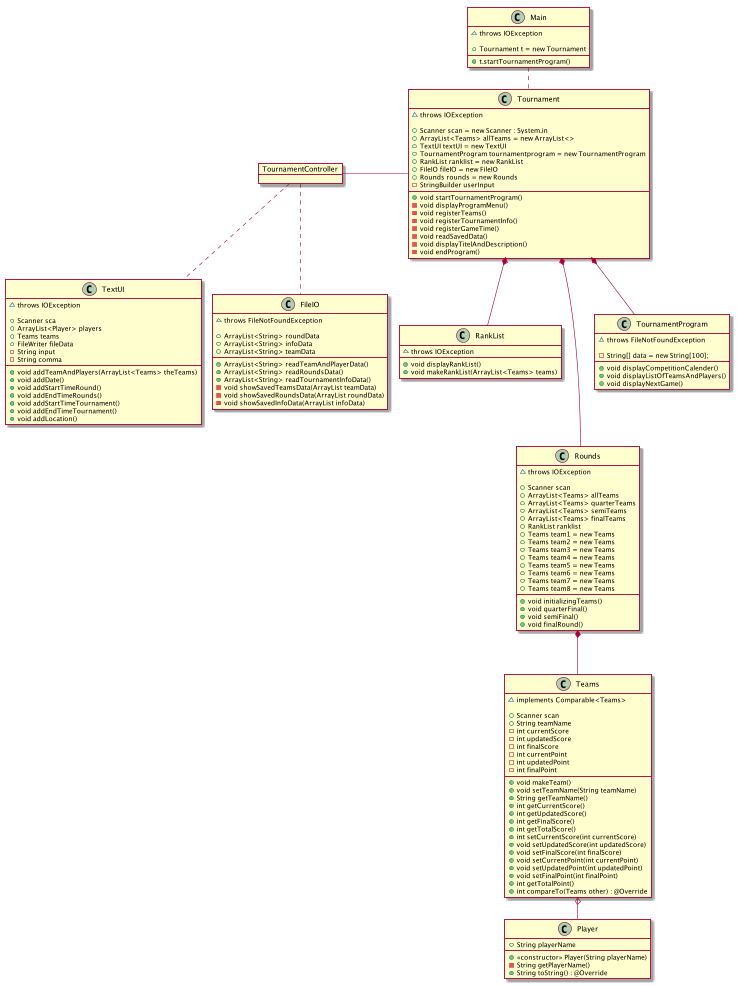 Main
throws IOException
Tournament t = new Tournament
t.startTournamentProgram()
Tournament
throws IOException
Scanner scan = new Scanner : System.in
ArrayList<Teams> allTeams = new ArrayList<>
TextUI textUI = new TextUI
TournamentProgram tournamentprogram = new TournamentProgram
RankList ranklist = new RankList
FileIO fileIO = new FileIO
Rounds rounds = new Rounds
StringBuilder userInput
void startTournamentProgram()
void displayProgramMenu()
void registerTeams()
void registerTournamentInfo()
void registerGameTime()
void readSavedData()
void displayTitelAndDescription()
void endProgram()
TournamentController
TextUI
throws IOException
Scanner sca
ArrayList<Player> players
Teams teams
FileWriter fileData
String input
String comma
void addTeamAndPlayers(ArrayList<Teams> theTeams)
void addDate()
void addStartTimeRound()
void addEndTimeRounds()
void addStartTimeTournament()
void addEndTimeTournament()
void addLocation()
FileIO
throws FileNotFoundException
ArrayList<String> roundData
ArrayList<String> infoData
ArrayList<String> teamData
ArrayList<String> readTeamAndPlayerData()
ArrayList<String> readRoundsData()
ArrayList<String> readTournamentInfoData()
void showSavedTeamsData(ArrayList teamData)
void showSavedRoundsData(ArrayList roundData)
void showSavedInfoData(ArrayList infoData)
RankList
throws IOException
void displayRankList()
void makeRankList(ArrayList<Teams> teams)
TournamentProgram
throws FileNotFoundException
String[] data = new String[100];
void displayCompetitionCalender()
void displayListOfTeamsAndPlayers()
void displayNextGame()
Rounds
throws IOException
Scanner scan
ArrayList<Teams> allTeams
ArrayList<Teams> quarterTeams
ArrayList<Teams> semiTeams
ArrayList<Teams> finalTeams
RankList ranklist
Teams team1 = new Teams
Teams team2 = new Teams
Teams team3 = new Teams
Teams team4 = new Teams
Teams team5 = new Teams
Teams team6 = new Teams
Teams team7 = new Teams
Teams team8 = new Teams
void initializingTeams()
void quarterFinal()
void semiFinal()
void finalRound()
Teams
implements Comparable<Teams>
Scanner scan
String teamName
int currentScore
int updatedScore
int finalScore
int currentPoint
int updatedPoint
int finalPoint
void makeTeam()
void setTeamName(String teamName)
String getTeamName()
int getCurrentScore()
int getUpdatedScore()
int getFinalScore()
int getTotalScore()
int setCurrentScore(int currentScore)
void setUpdatedScore(int updatedScore)
void setFinalScore(int finalScore)
void setCurrentPoint(int currentPoint)
void setUpdatedPoint(int updatedPoint)
void setFinalPoint(int finalPoint)
int getTotalPoint()
int compareTo(Teams other) : @Override
Player
String playerName
«constructor» Player(String playerName)
String getPlayerName()
String toString() : @Override